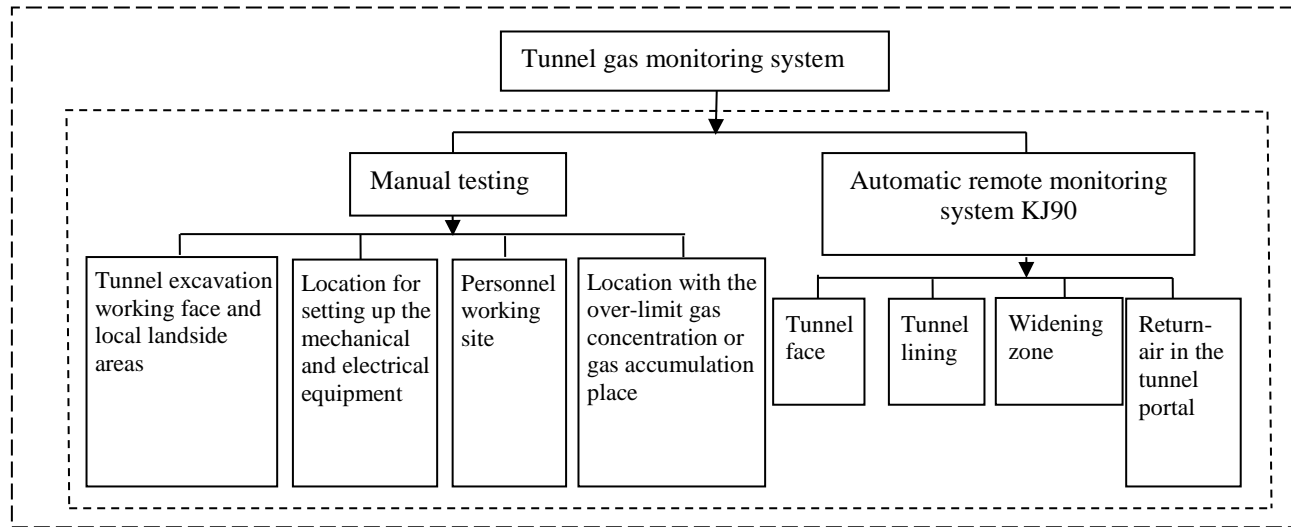 Tunnel gas monitoring system
Manual testing
Automatic remote monitoring
system KJ90
Tunnel excavation
working face and
local landside
areas
Location for
setting up the
mechanical
and electrical
equipment
Personnel
working
site
Location with the
over-limit gas
concentration or
gas accumulation
place
Tunnel
face
Tunnel
lining
Widening
zone
Return-
air in the
tunnel
portal